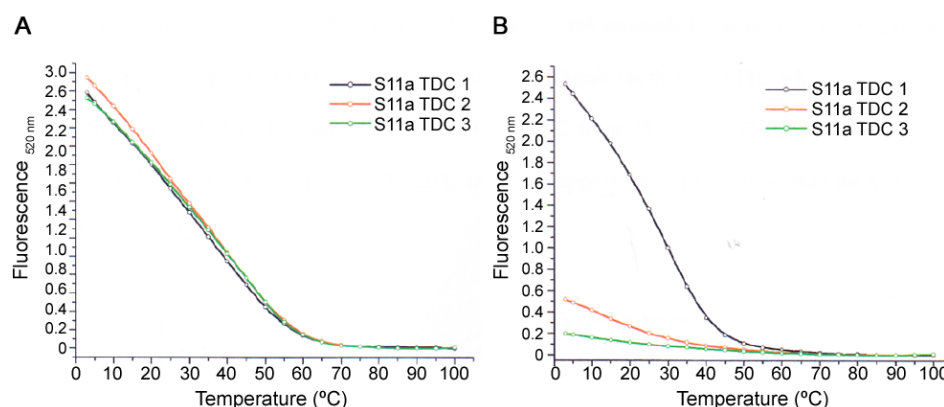 A
3.0
2.8
2.6
2.4
2.2
2.0
1.8
1.6
1.4
1.2
1.0
0.8
0.6
0.4
0.2
0
Fluorescence 520 nm
S11a TDC 1
S11a TDC 2
S11a TDC 3
0 10 20 30 40 50 60 70 80 90 100
Temperature (ºC)
B
2.6
2.4
2.2
2.0
1.8
1.6
1.4
1.2
1.0
0.8
0.6
0.4
0.2
0
Fluorescence 520 nm
S11a TDC 1
S11a TDC 2
S11a TDC 3
0 10 20 30 40 50 60 70 80 90 100
Temperature (ºC)